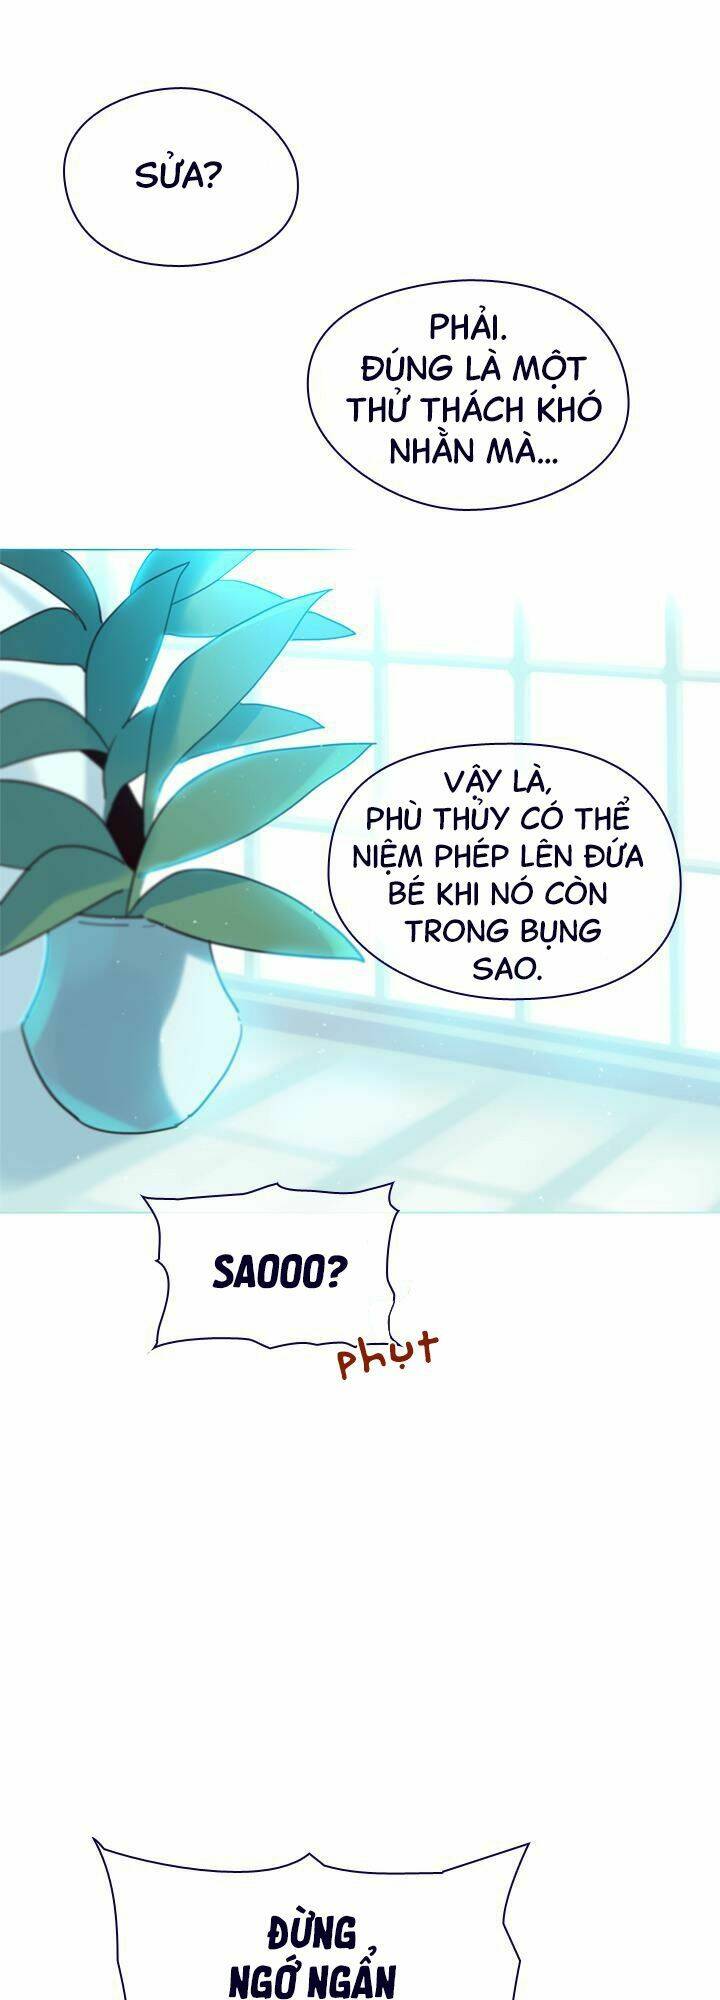 SỬA?
PHẢI.
ĐÚNG LÀ MỘT
THỬ THÁCH KHÓ
NHẰN MÀ...
VẬY LÀ,
PHÙ THỦY CÓ THỂ
NIỆM PHÉP LÊN ĐỨA
BÉ KHI NÓ CÒN
TRONG BỤNG
SAO.
SAOOO?
phụt
ĐỪNG
NGỚ NGẨN